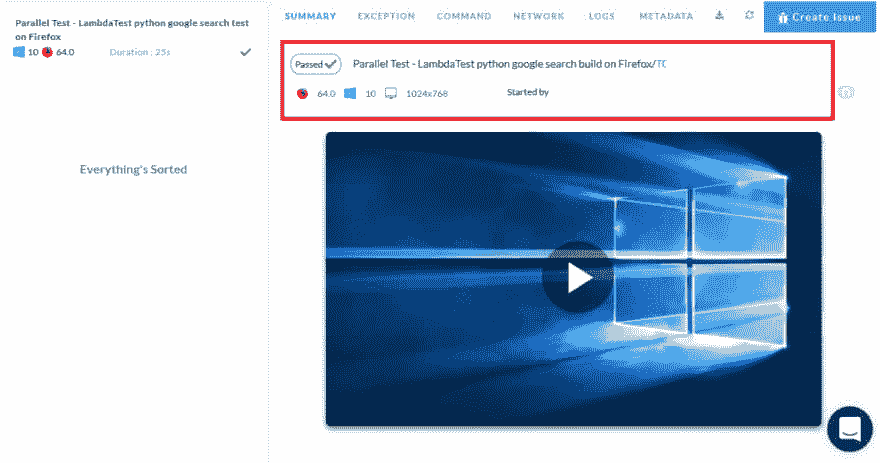 Parallel Test - LambdaTest python google search test
on Firefox
10 64.0 Duration : 25s
Everything's Sorted
SUMMARY EXCEPTION COMMAND NETWORK LOGS METADATA Create Issue
Passed Parallel Test - LambdaTest python google search build on Firefox/TC
64.0 10 1024x768 Started by